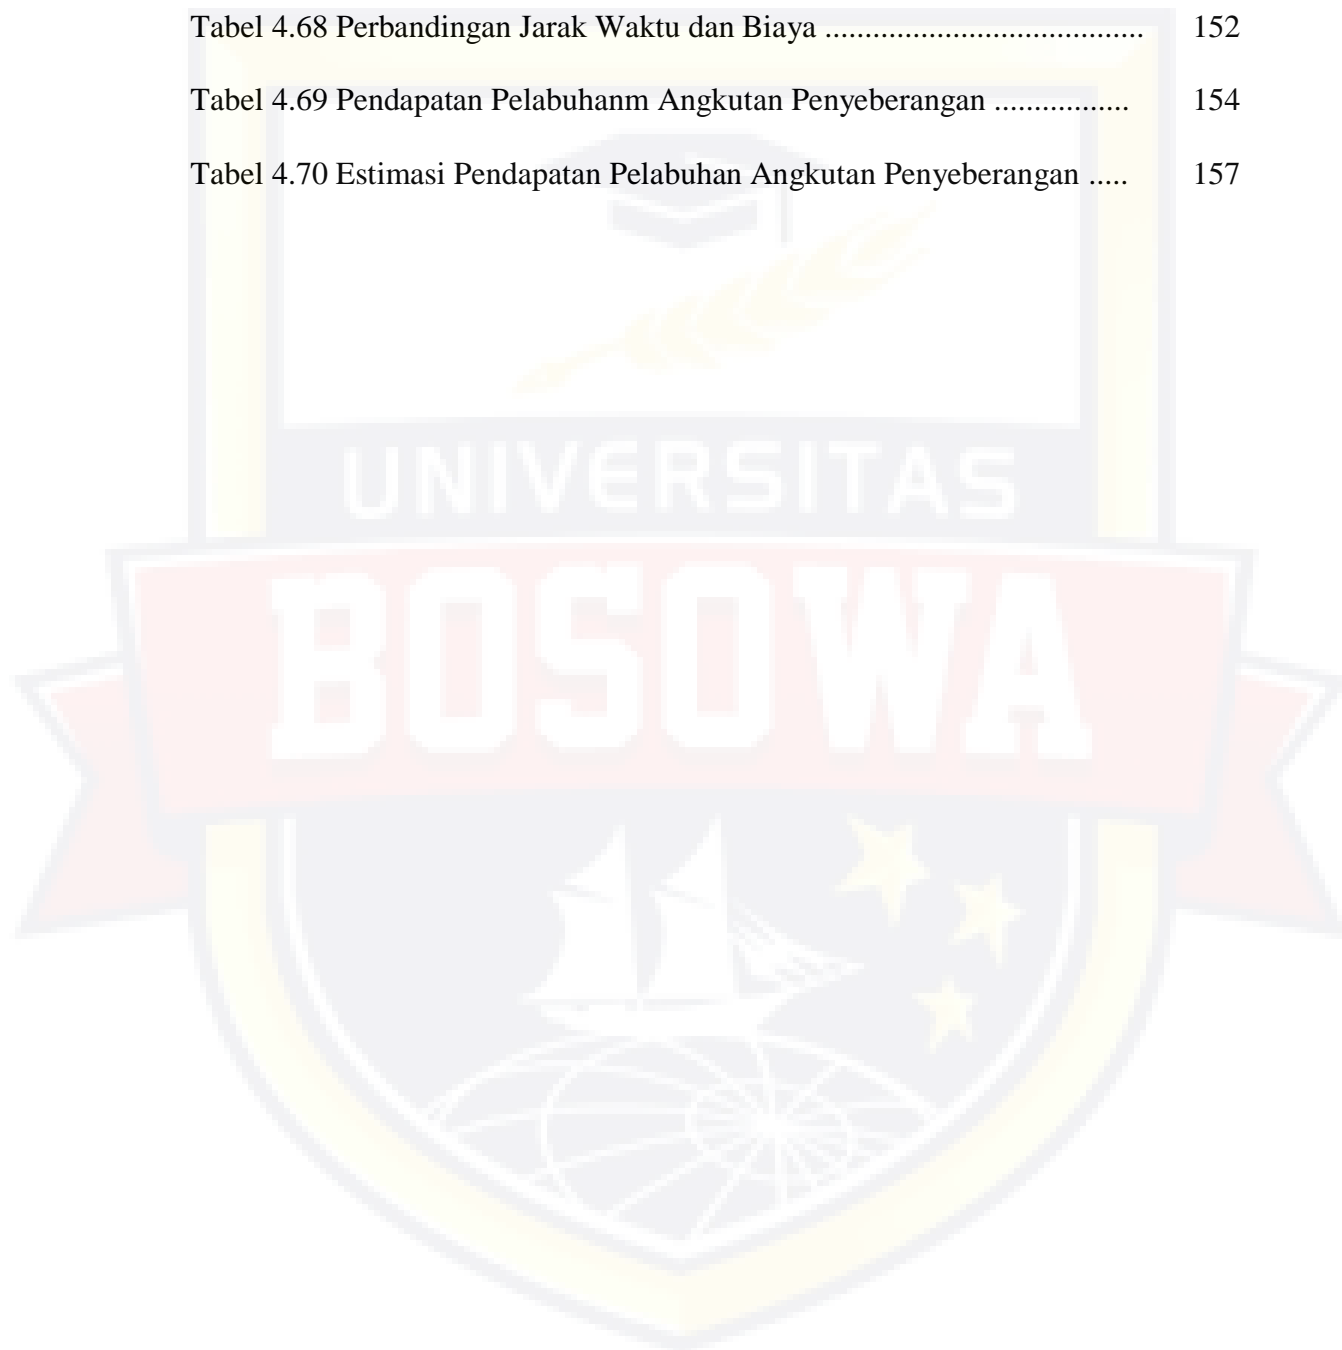 Tabel 4.68 Perbandingan Jarak Waktu dan Biaya ........................................ 152
Tabel 4.69 Pendapatan Pelabuhanm Angkutan Penyeberangan ................. 154
Tabel 4.70 Estimasi Pendapatan Pelabuhan Angkutan Penyeberangan ..... 157
UNIVERSITAS
BOSOWA